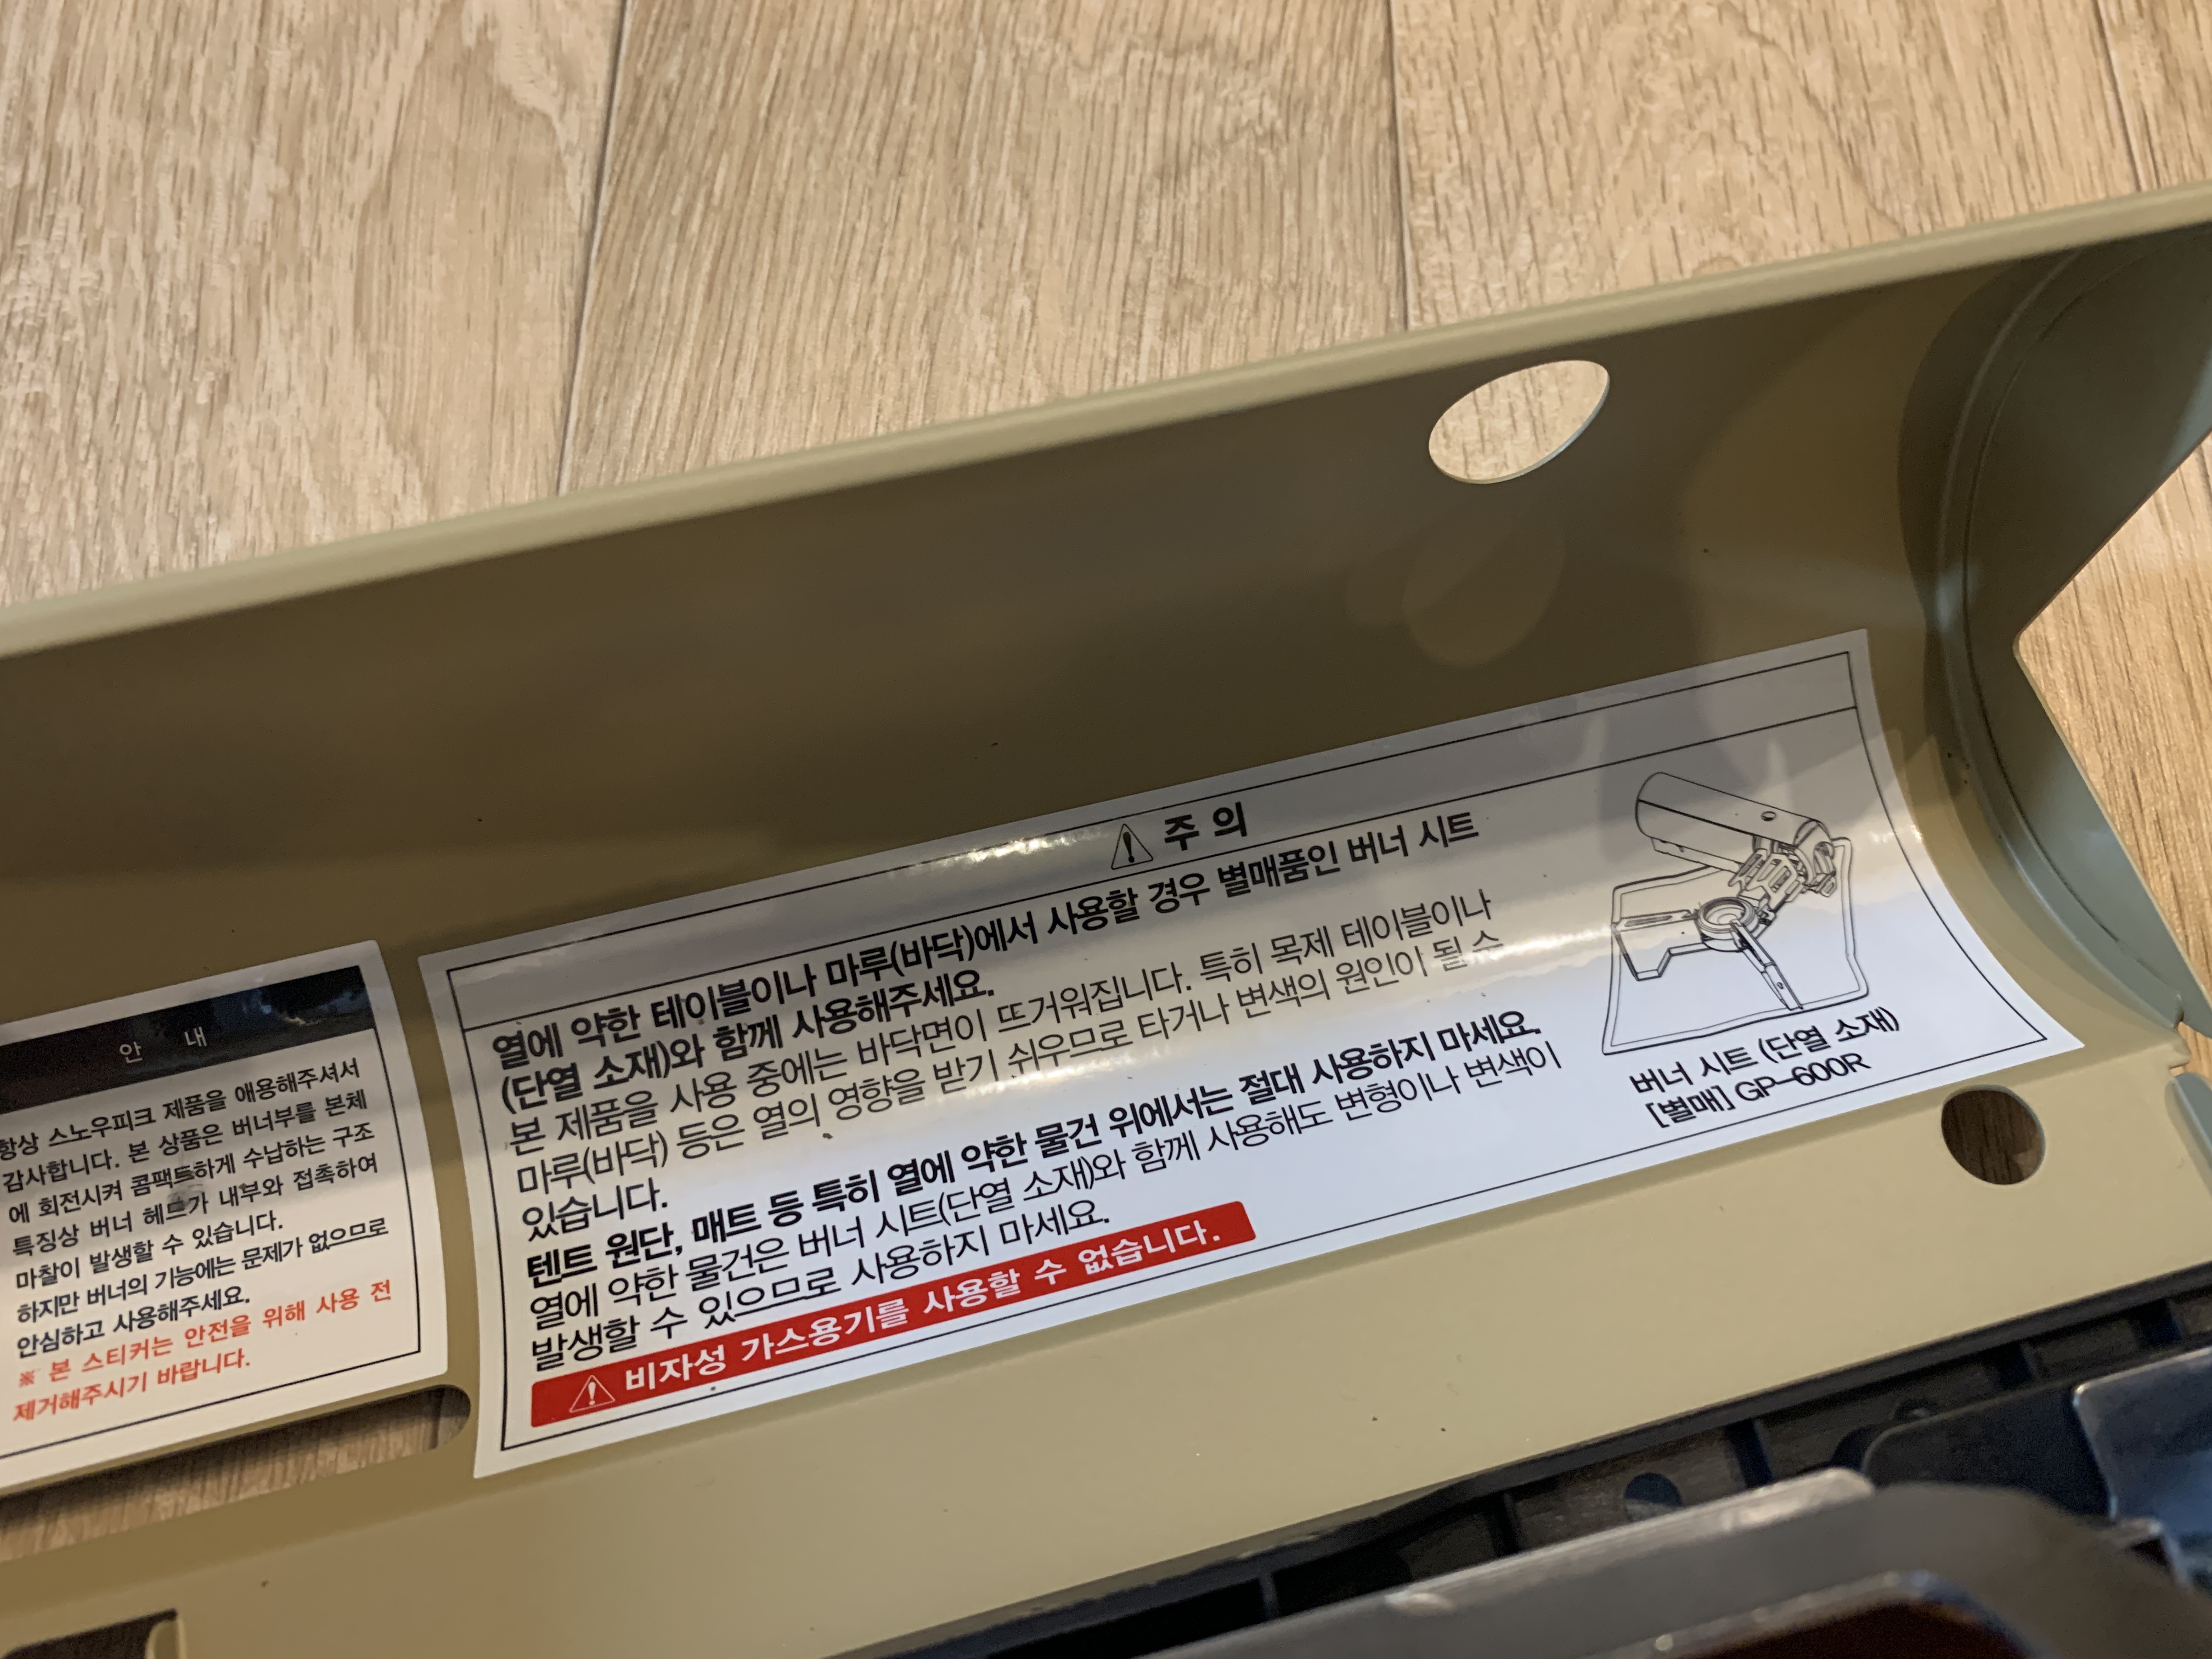 안 내
항상 스노우피크 제품을 애용해주셔서
감사합니다. 본 상품은 버너부를 본체
에 회전시켜 콤팩트하게 수납하는 구조
특징상 버너 헤드가 내부와 접촉하여
마찰이 발생할 수 있습니다.
하지만 버너의 기능에는 문제가 없으므로
안심하고 사용해주세요.
※ 본 스티커는 안전을 위해 사용 전
제거해주시기 바랍니다.
주 의
열에 약한 테이블이나 마루(바닥)에서 사용할 경우 별매품인 버너 시트
(단열 소재)와 함께 사용해주세요.
본 제품을 사용 중에는 바닥면이 뜨거워집니다. 특히 목제 테이블이나
마루(바닥) 등은 열의 영향을 받기 쉬우므로 타거나 변색의 원인이 될 수
있습니다.
텐트 원단, 매트 등 특히 열에 약한 물건 위에서는 절대 사용하지 마세요.
열에 약한 물건은 버너 시트(단열 소재)와 함께 사용해도 변형이나 변색이
발생할 수 있으므로 사용하지 마세요.
비자성 가스용기를 사용할 수 없습니다.
버너 시트 (단열 소재)
[별매] GP-600R